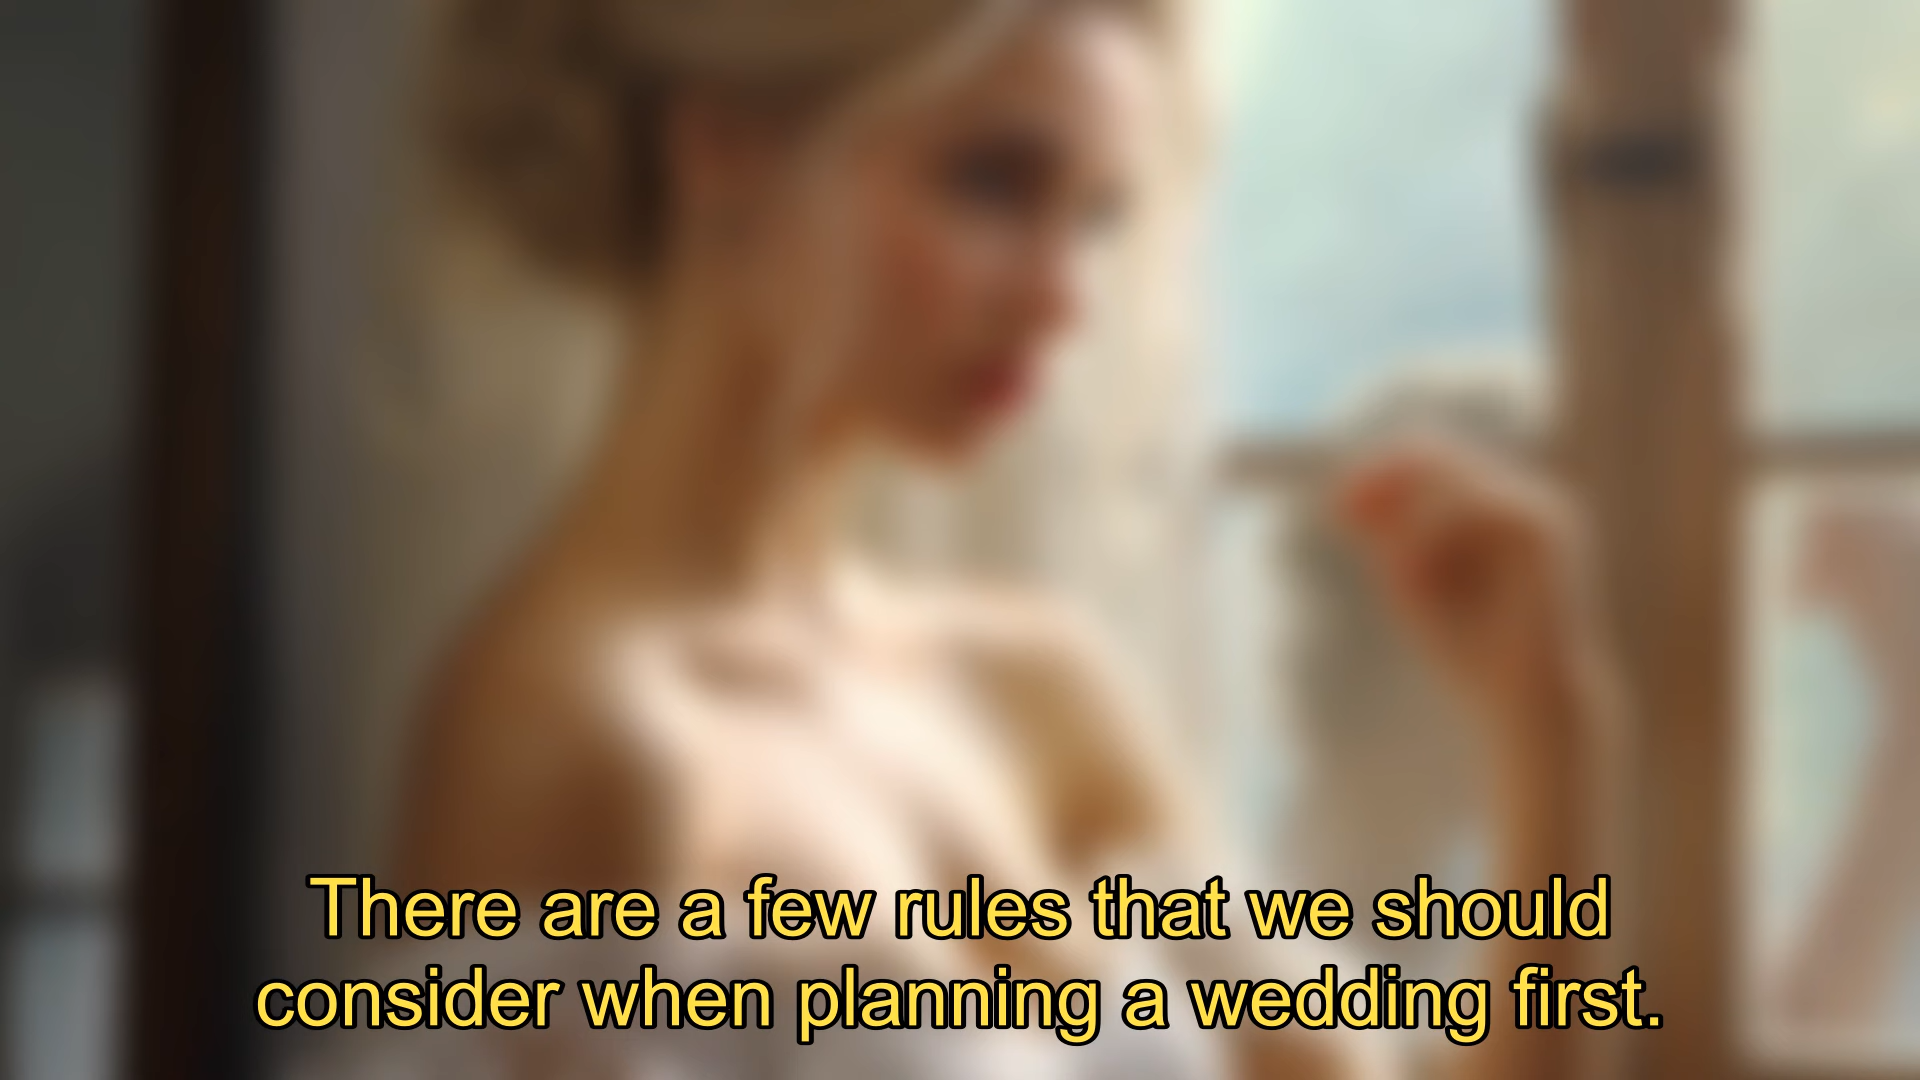 There are a few rules that we should
consider when planning a wedding first.